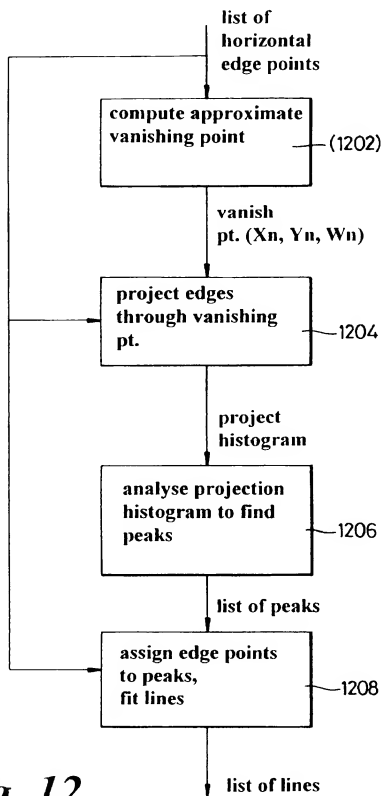 list of
horizontal
edge points
compute approximate
vanishing point
(1202)
vanish
pt. (Xn, Yn, Wn)
project edges
through vanishing
pt.
1204
project
histogram
analyse projection
histogram to find
peaks
1206
list of peaks
assign edge points
to peaks,
fit lines
1208
list of lines
12